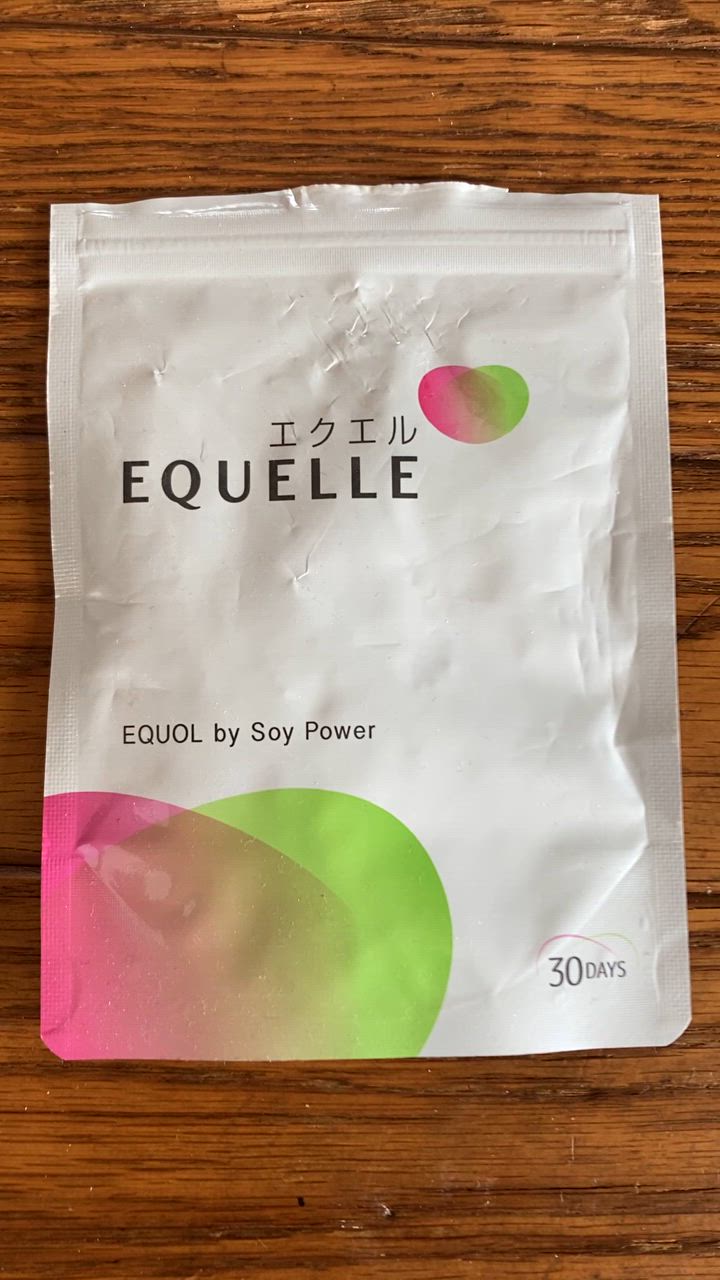 エクエル
EQUELLE
EQUOL by Soy Power
30DAYS